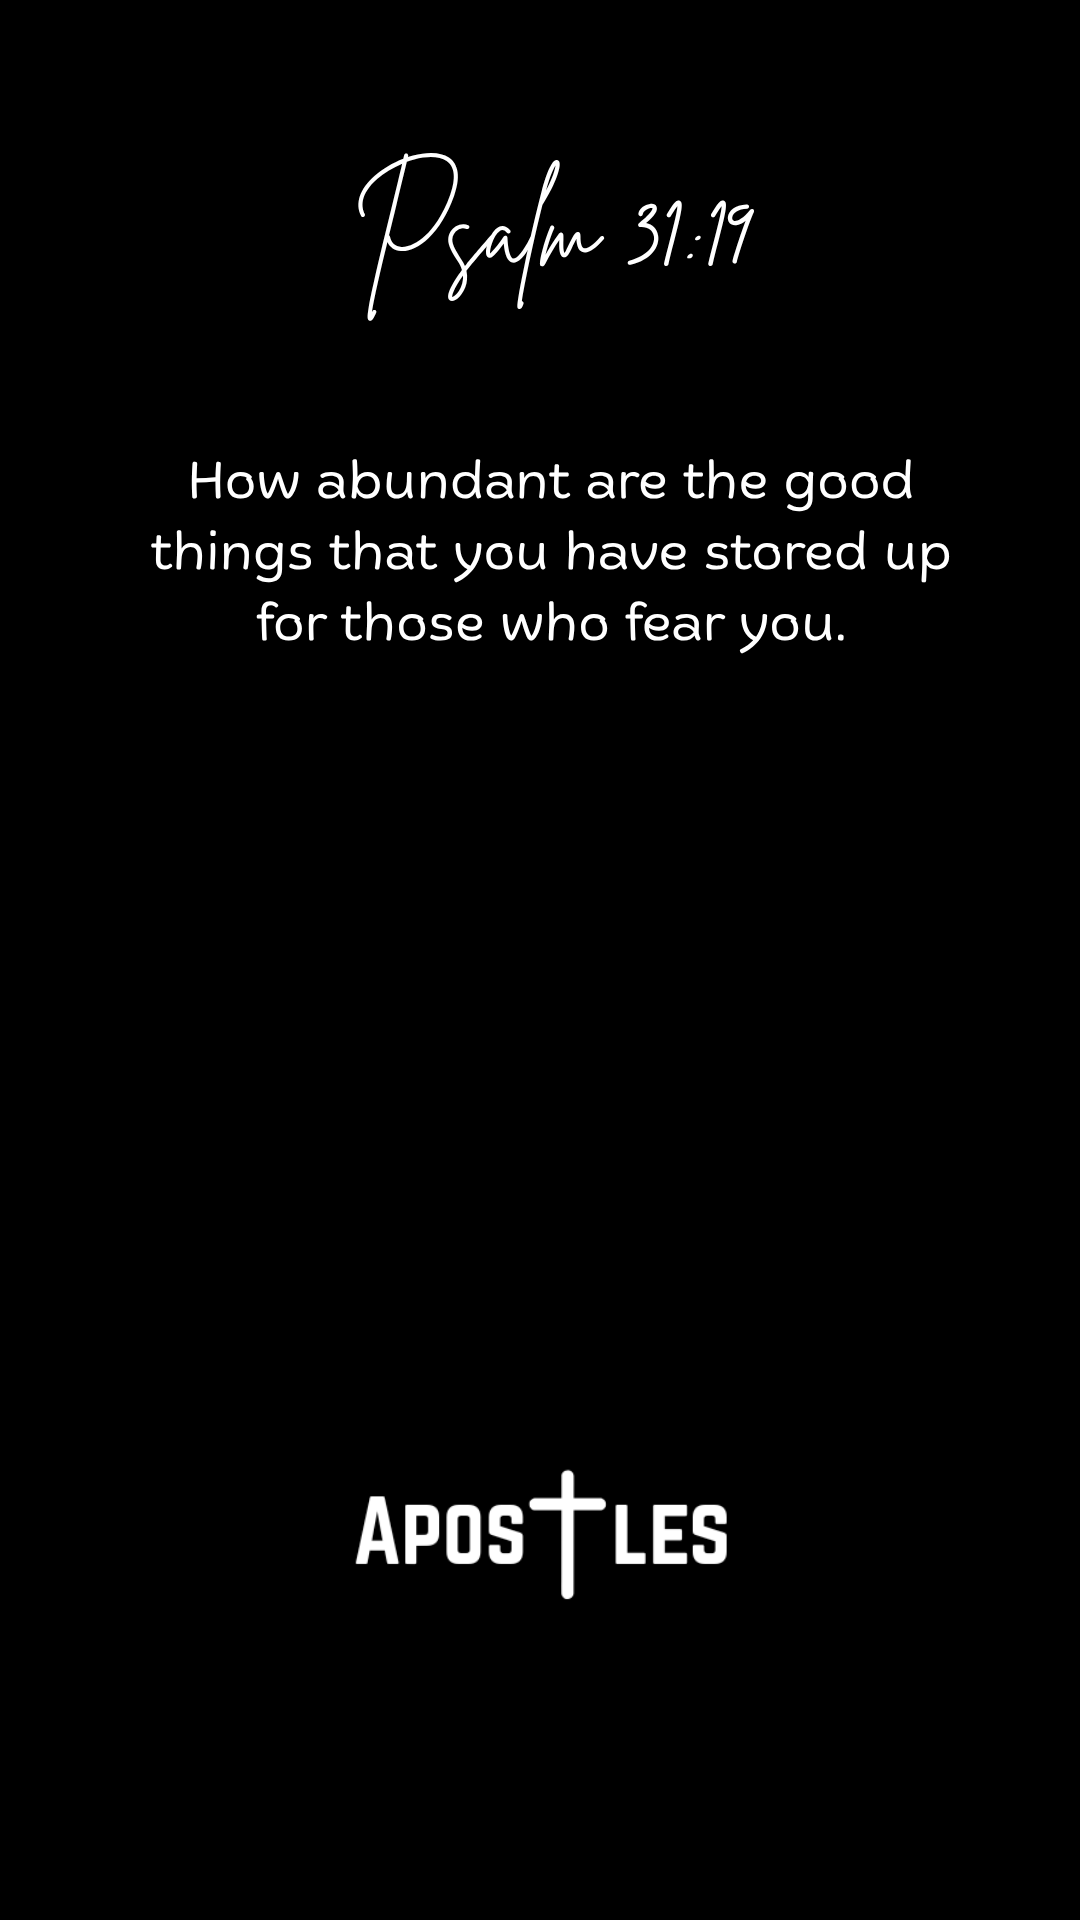 Psalm 31:19
How abundant are the good
things that you have stored up
for those who fear you.
Apostles